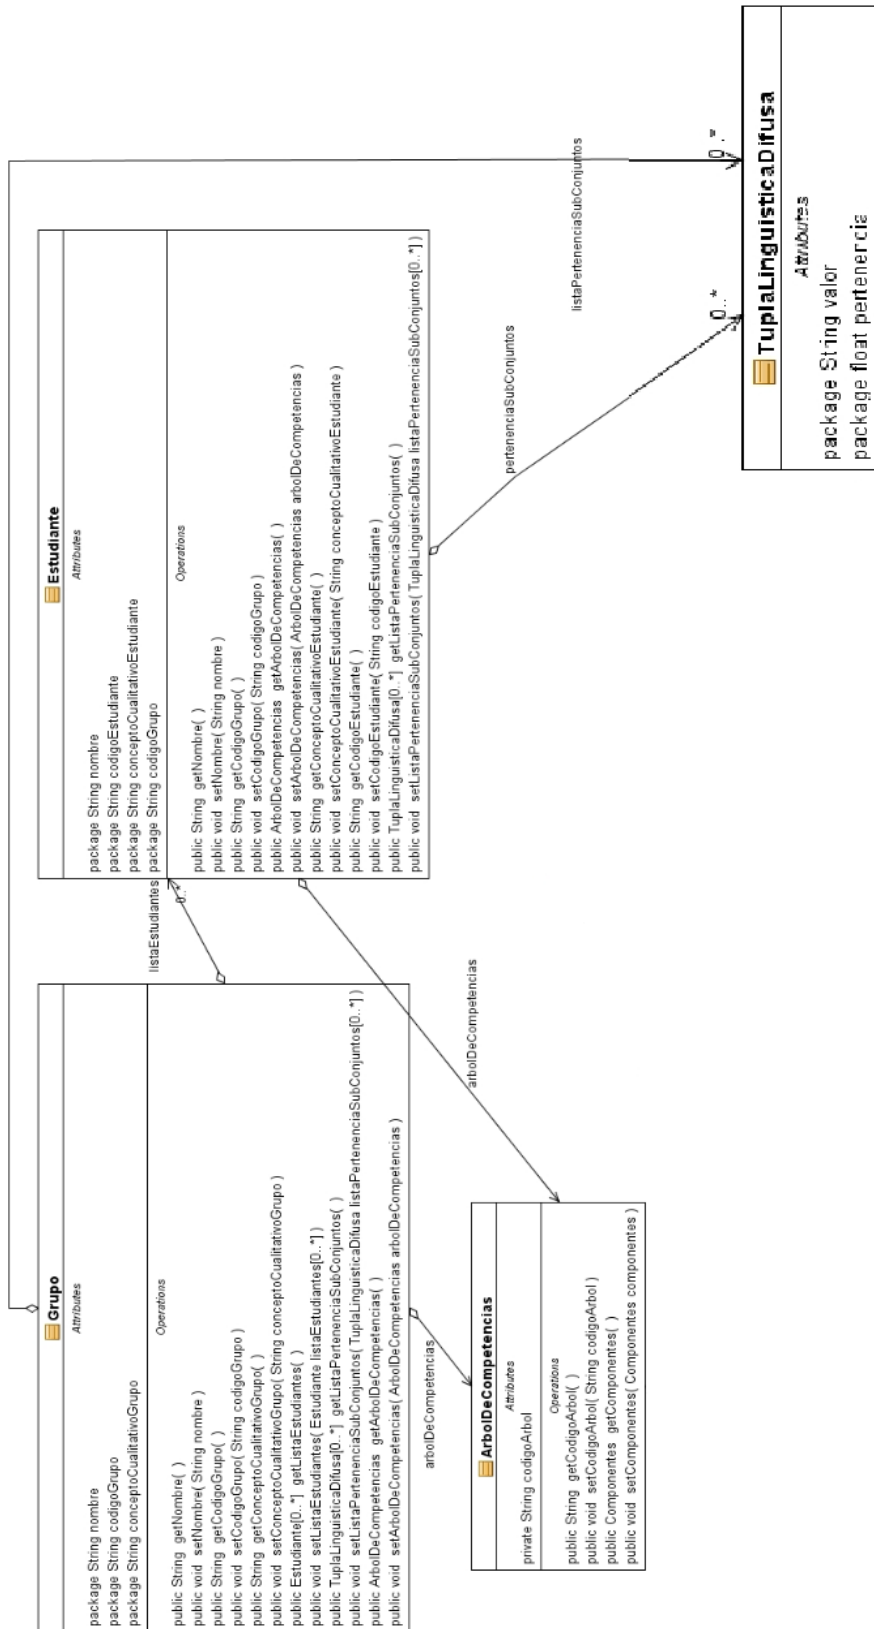 Grupo
Attributes
package String nombre
package String codigoGrupo
package String conceptoCualitativoGrupo
Operations
public String getNombre( )
public void setNombre( String nombre )
public String getCodigoGrupo( )
public void setCodigoGrupo( String codigoGrupo )
public String getConceptoCualitativoGrupo( )
public void setConceptoCualitativoGrupo( String conceptoCualitativoGrupo )
public Estudiante[0..*] getListaEstudiantes( )
public void setListaEstudiantes( Estudiante listaEstudiantes[0..*] )
public TuplaLinguisticaDifusa[0..*] getListaPertenenciaSubConjuntos( )
public void setListaPertenenciaSubConjuntos( TuplaLinguisticaDifusa listaPertenenciaSubConjuntos[0..*] )
public ArbolDeCompetencias getArbolDeCompetencias( )
public void setArbolDeCompetencias( ArbolDeCompetencias arbolDeCompetencias )
listaEstudiantes
0..*
Estudiante
Attributes
package String nombre
package String codigoEstudiante
package String conceptoCualitativoEstudiante
package String codigoGrupo
Operations
public String getNombre( )
public void setNombre( String nombre )
public String getCodigoGrupo( )
public void setCodigoGrupo( String codigoGrupo )
public ArbolDeCompetencias getArbolDeCompetencias( )
public void setArbolDeCompetencias( ArbolDeCompetencias arbolDeCompetencias )
public String getConceptoCualitativoEstudiante( )
public void setConceptoCualitativoEstudiante( String conceptoCualitativoEstudiante )
public String getCodigoEstudiante( )
public void setCodigoEstudiante( String codigoEstudiante )
public TuplaLinguisticaDifusa[0..*] getListaPertenenciaSubConjuntos( )
public void setListaPertenenciaSubConjuntos( TuplaLinguisticaDifusa listaPertenenciaSubConjuntos[0..*] )
arbolDeCompetencias
arbolDeCompetencias
pertenenciaSubConjuntos
listaPertenenciaSubConjuntos
ArbolDeCompetencias
Attributes
private String codigoArbol
Operations
public String getCodigoArbol( )
public void setCodigoArbol( String codigoArbol )
public Componentes getComponentes( )
public void setComponentes( Componentes componentes )
0..*
0..*
TuplaLinguisticaDifusa
Attributes
package String valor
package float pertenencia